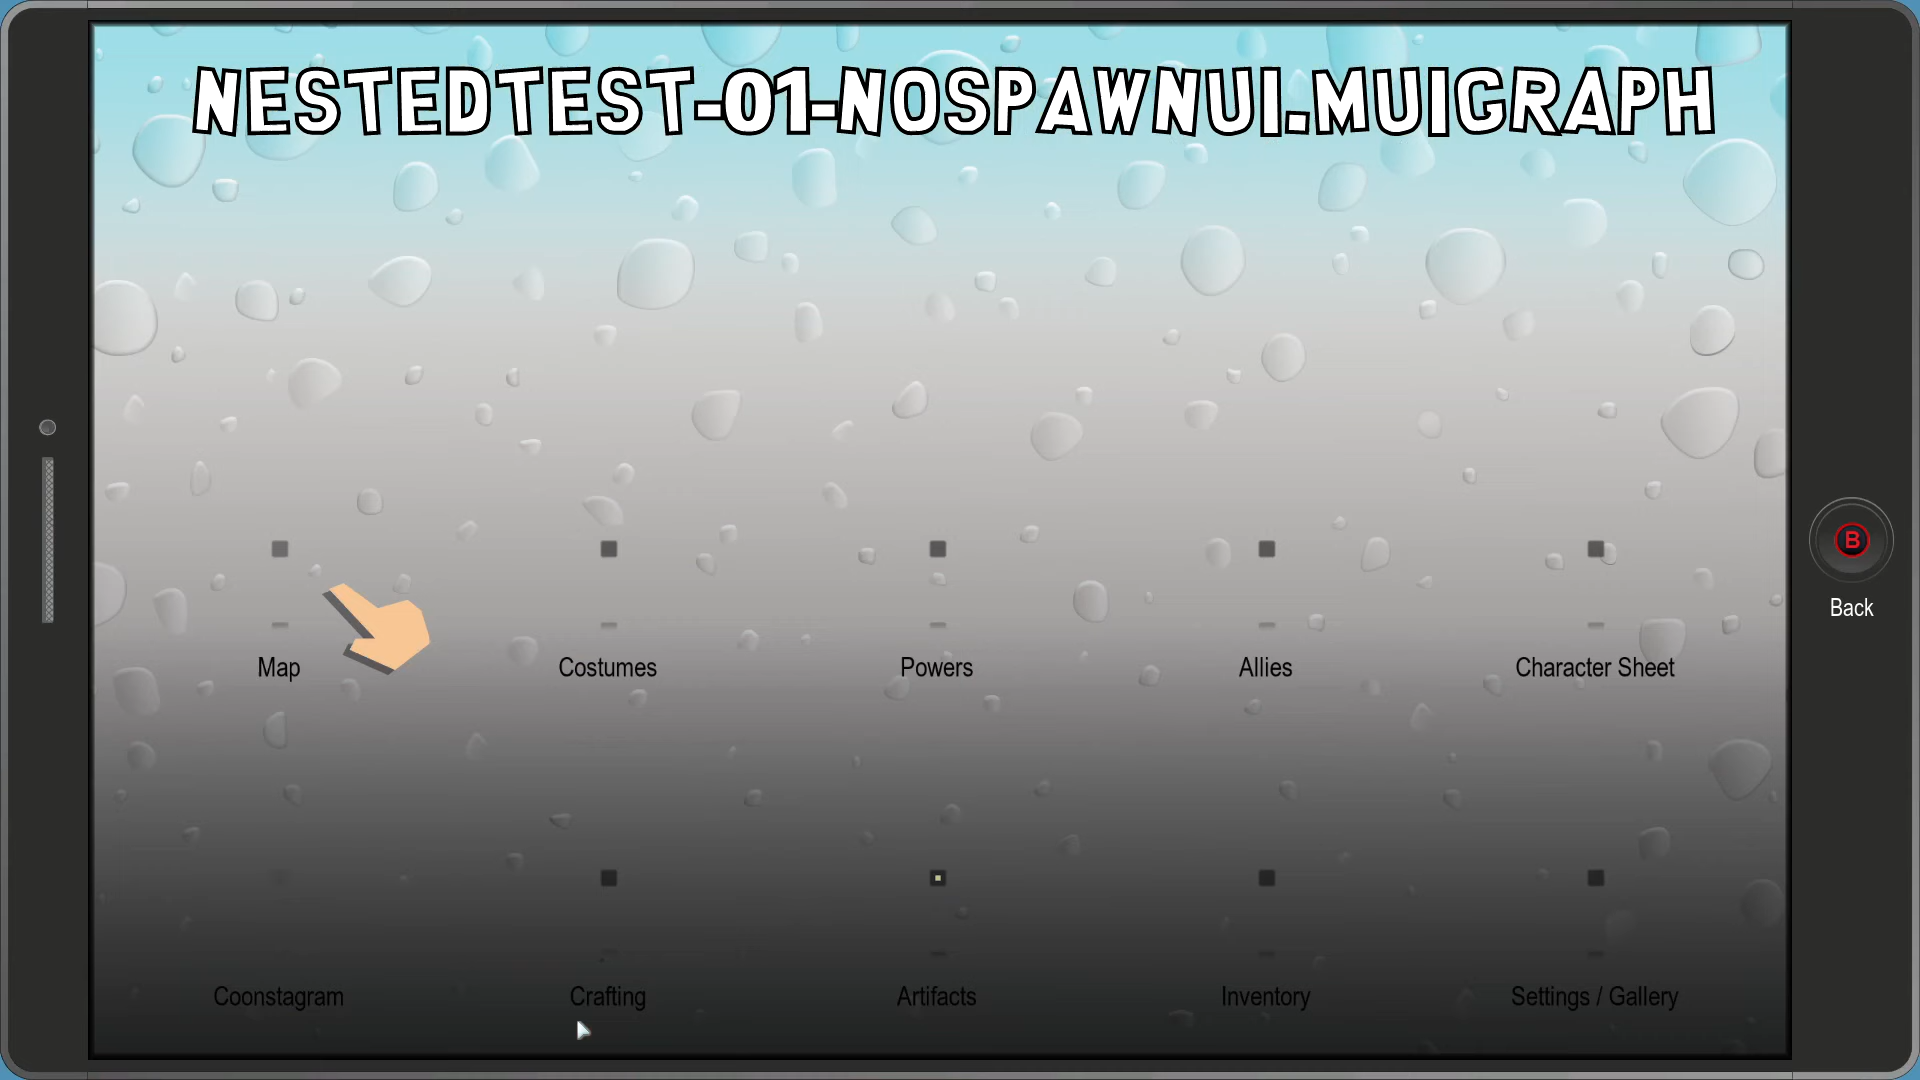 NESTEDTEST-01-NOSPAWNUI.MUIGRAPH
B
Back
Map
Costumes
Powers
Allies
Character Sheet
Coonstagram
Crafting
Artifacts
Inventory
Settings / Gallery